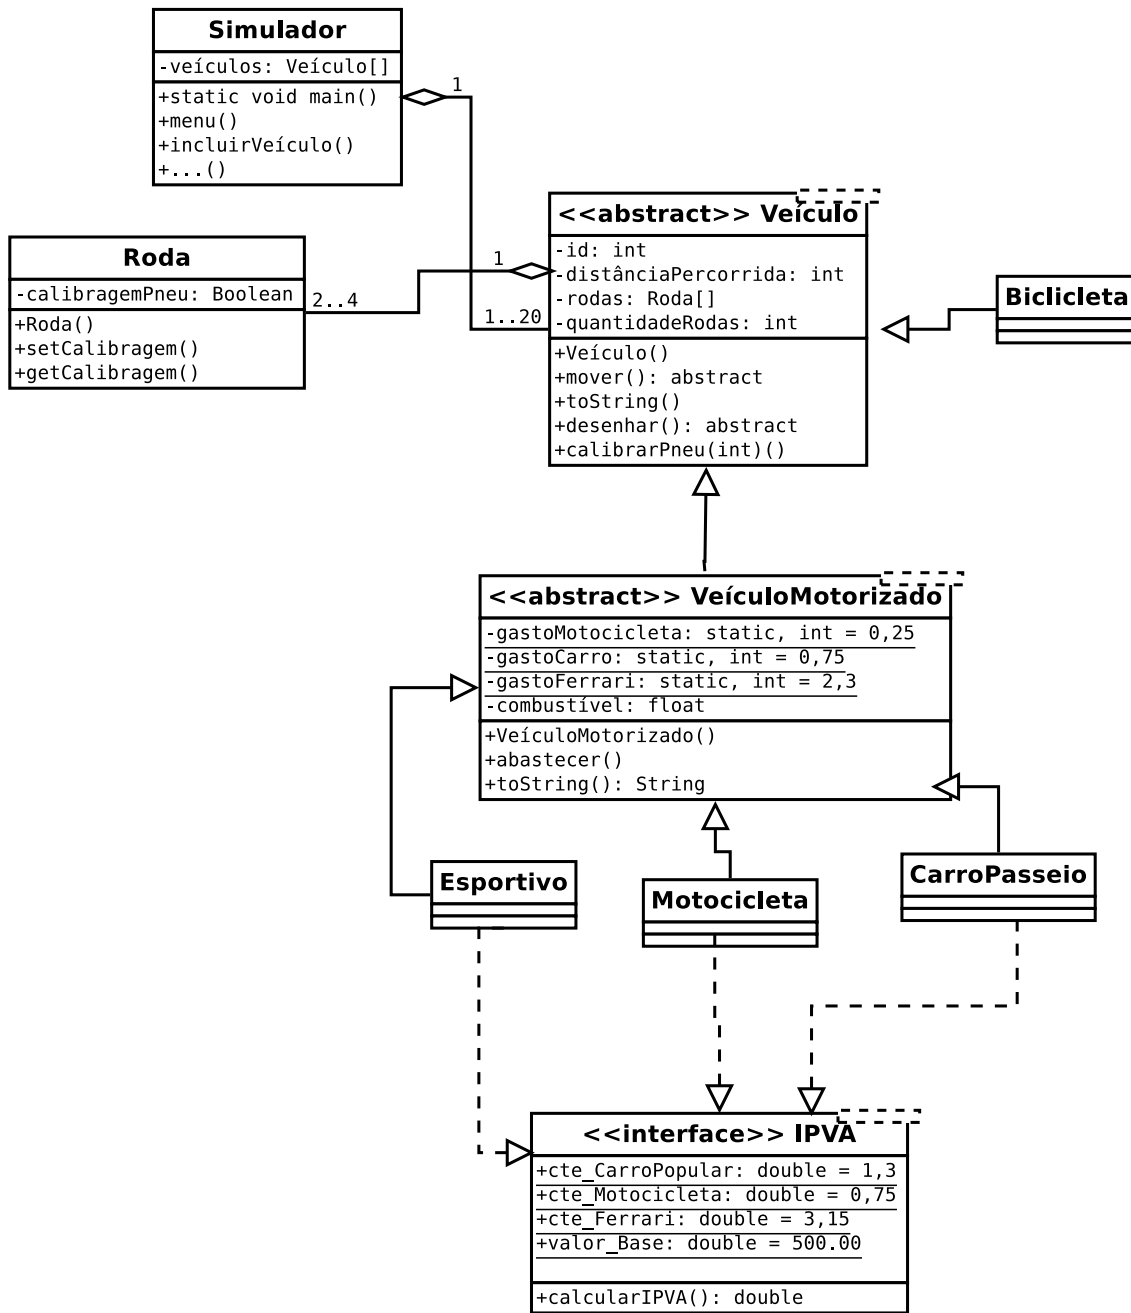 Simulador
-veículos: Veículo[]
+static void main()
+menu()
+incluirVeículo()
+...()
1
Roda
-calibragemPneu: Boolean
+Roda()
+setCalibragem()
+getCalibragem()
2..4
1
1..20
<<abstract>> Veículo
-id: int
-distânciaPercorrida: int
-rodas: Roda[]
-quantidadeRodas: int
+Veículo()
+mover(): abstract
+toString()
+desenhar(): abstract
+calibrarPneu(int)()
Biclicleta
<<abstract>> VeículoMotorizado
-gastoMotocicleta: static, int = 0,25
-gastoCarro: static, int = 0,75
-gastoFerrari: static, int = 2,3
-combustível: float
+VeículoMotorizado()
+abastecer()
+toString(): String
Esportivo
Motocicleta
CarroPasseio
<<interface>> IPVA
+cte_CarroPopular: double = 1,3
+cte_Motocicleta: double = 0,75
+cte_Ferrari: double = 3,15
+valor_Base: double = 500.00
+calcularIPVA(): double